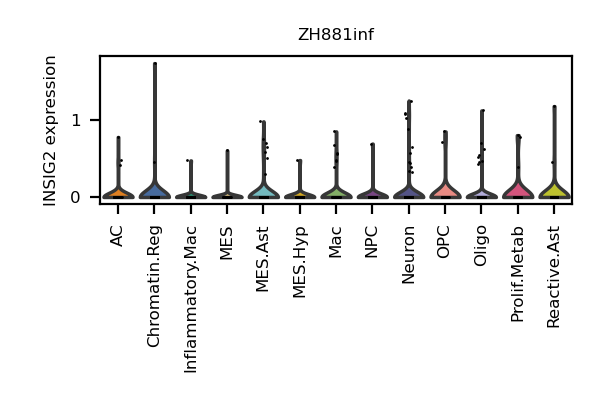 ZH881inf
INSIG2 expression
1
0
AC
Chromatin.Reg
Inflammatory.Mac
MES
MES.Ast
MES.Hyp
Mac
NPC
Neuron
OPC
Oligo
Prolif.Metab
Reactive.Ast